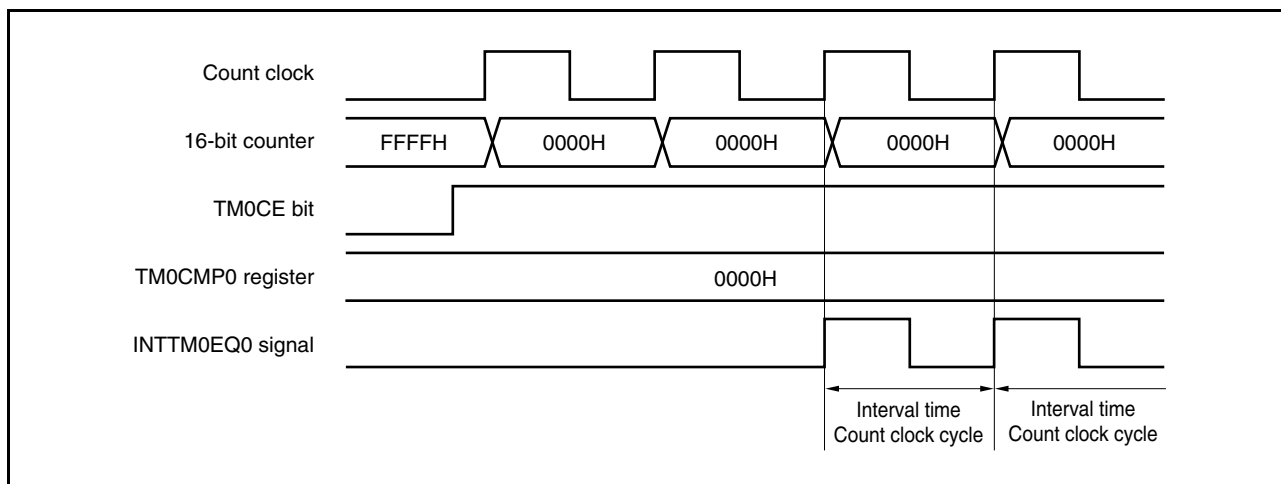 Count clock
16-bit counter
FFFFH
0000H
0000H
0000H
0000H
TM0CE bit
TM0CMP0 register
0000H
INTTM0EQ0 signal
Interval time
Count clock cycle
Interval time
Count clock cycle